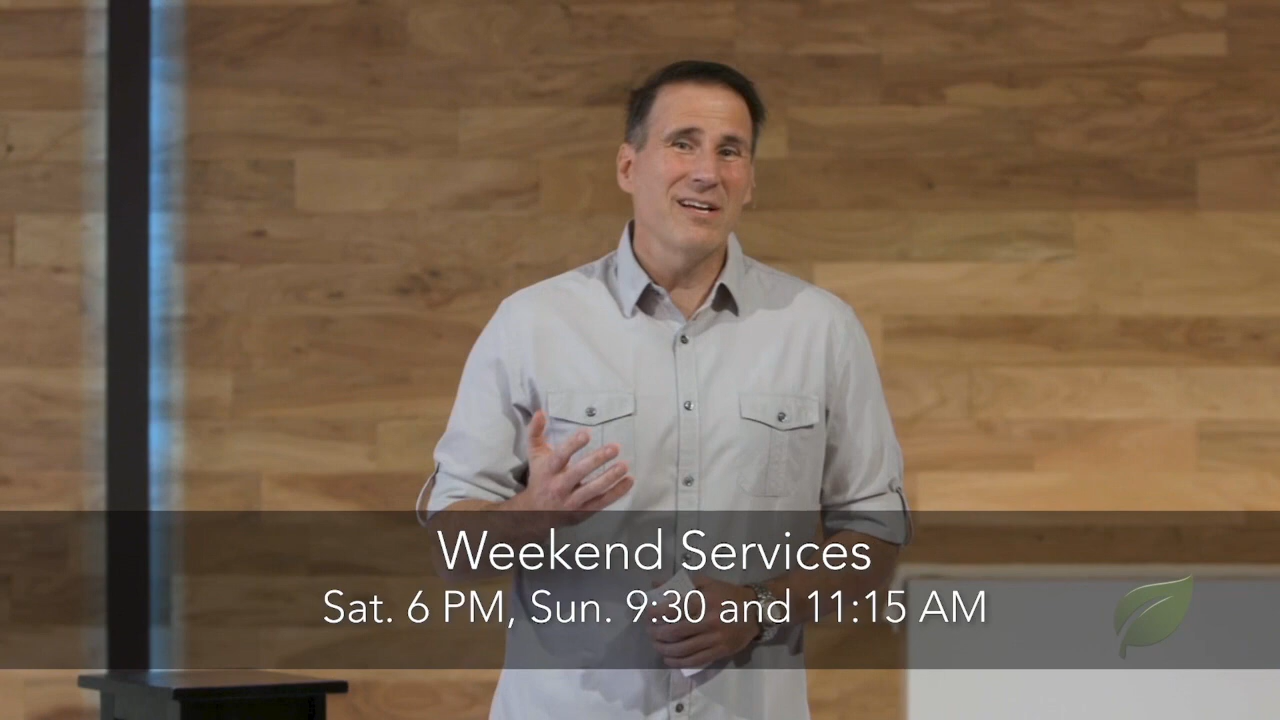 Weekend Services
Sat. 6 PM, Sun. 9:30 and 11:15 AM